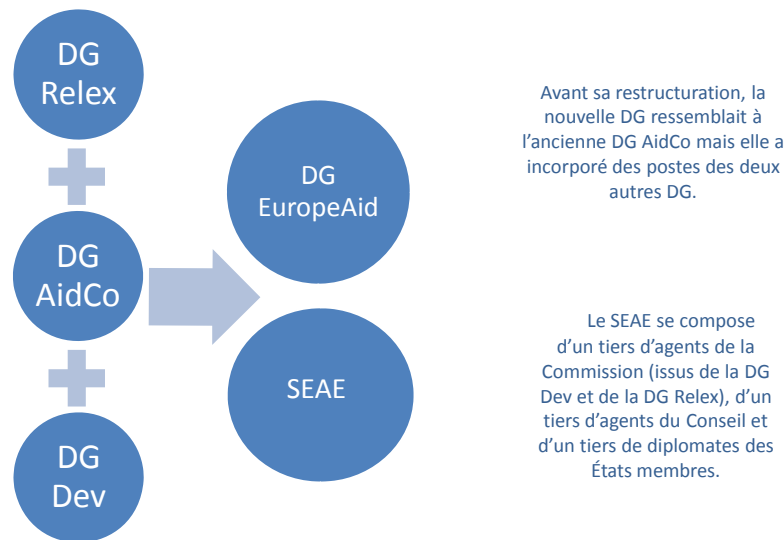 DG
Relex
DG
AidCo
DG
Dev
DG
EuropeAid
SEAE
Avant sa restructuration, la
nouvelle DG ressemblait à
l’ancienne DG AidCo mais elle a
incorporé des postes des deux
autres DG.
Le SEAE se compose
d’un tiers d’agents de la
Commission (issus de la DG
Dev et de la DG Relex), d’un
tiers d’agents du Conseil et
d’un tiers de diplomates des
États membres.